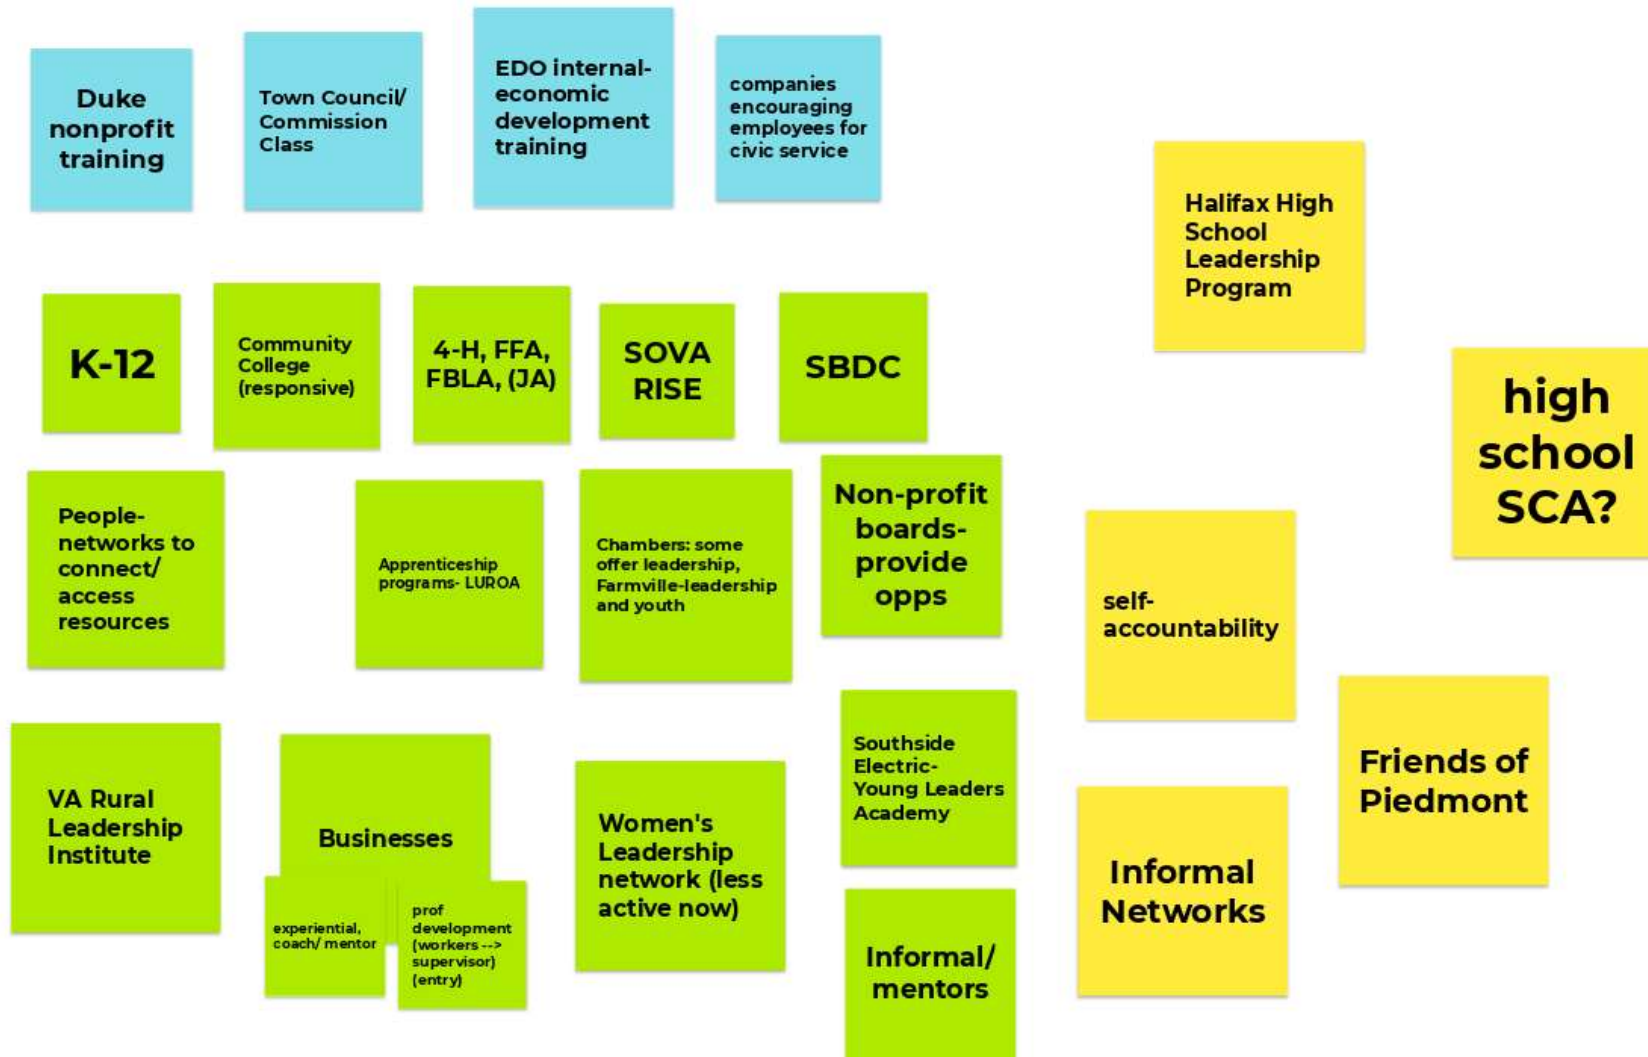 Duke
nonprofit
training
Town Council/
Commission
Class
EDO internal-
economic
development
training
companies
encouraging
employees for
civic service
Halifax High
School
Leadership
Program
K-12
Community
College
(responsive)
4-H, FFA,
FBLA, (JA)
SOVA
RISE
SBDC
high
school
SCA?
People-
networks to
connect/
access
resources
Apprenticeship
programs- LUROA
Chambers: some
offer leadership,
Farmville-leadership
and youth
Non-profit
boards-
provide
opps
self-
accountability
VA Rural
Leadership
Institute
Businesses
experiential,
coach/ mentor
prof
development
(workers -->
supervisor)
(entry)
Women's
Leadership
network (less
active now)
Southside
Electric-
Young Leaders
Academy
Informal/
mentors
Informal
Networks
Friends of
Piedmont